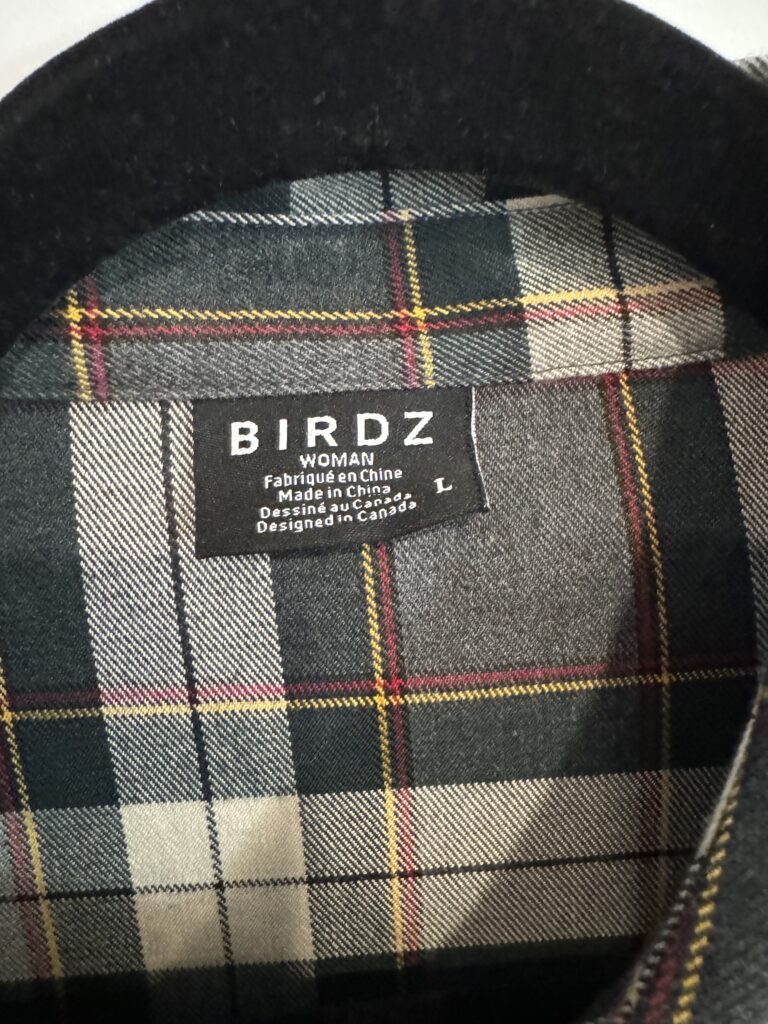 BIRDZ
WOMAN
Fabriqué en Chine
Made in China
Dessiné au Canada
Designed in Canada
L